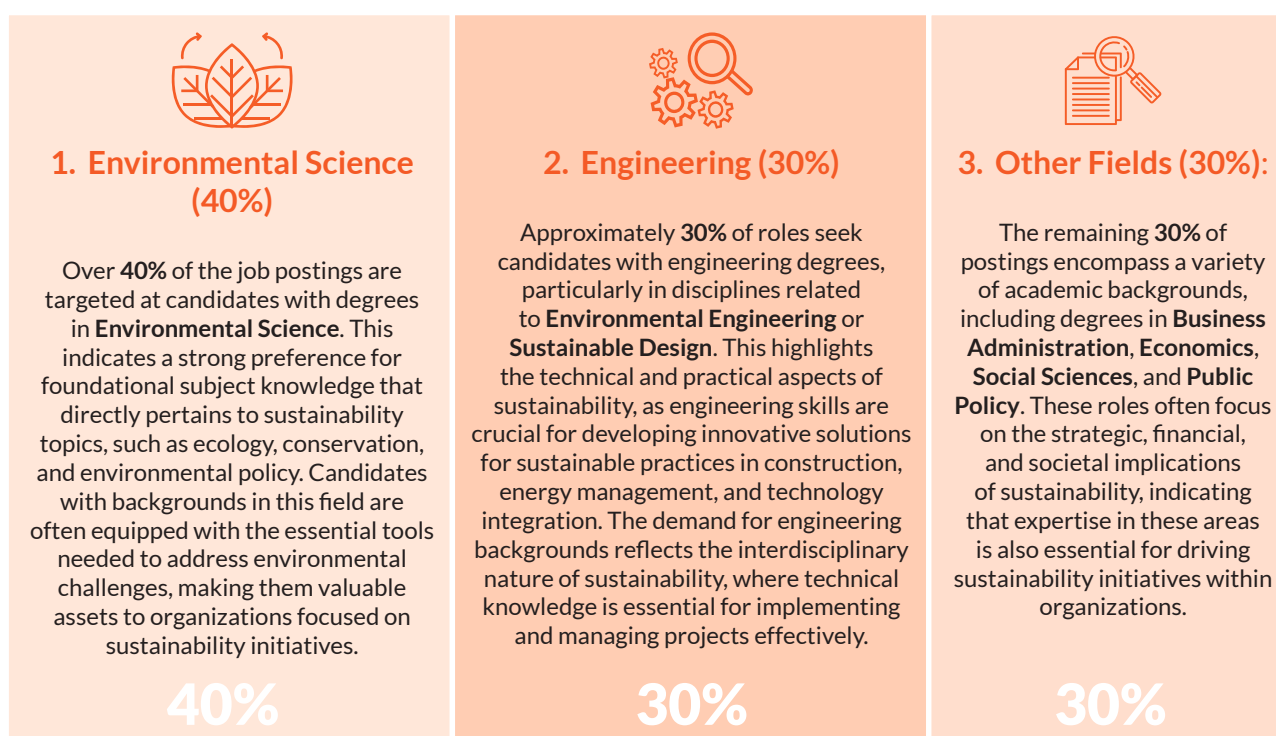 1. Environmental Science
(40%)
Over 40% of the job postings are
targeted at candidates with degrees
in Environmental Science. This
indicates a strong preference for
foundational subject knowledge that
directly pertains to sustainability
topics, such as ecology, conservation,
and environmental policy. Candidates
with backgrounds in this field are
often equipped with the essential tools
needed to address environmental
challenges, making them valuable
assets to organizations focused on
sustainability initiatives.
40%
2. Engineering (30%)
Approximately 30% of roles seek
candidates with engineering degrees,
particularly in disciplines related
to Environmental Engineering or
Sustainable Design. This highlights
the technical and practical aspects of
sustainability, as engineering skills are
crucial for developing innovative solutions
for sustainable practices in construction,
energy management, and technology
integration. The demand for engineering
backgrounds reflects the interdisciplinary
nature of sustainability, where technical
knowledge is essential for implementing
and managing projects effectively.
30%
3. Other Fields (30%):
The remaining 30% of
postings encompass a variety
of academic backgrounds,
including degrees in Business
Administration, Economics,
Social Sciences, and Public
Policy. These roles often focus
on the strategic, financial,
and societal implications
of sustainability, indicating
that expertise in these areas
is also essential for driving
sustainability initiatives within
organizations.
30%